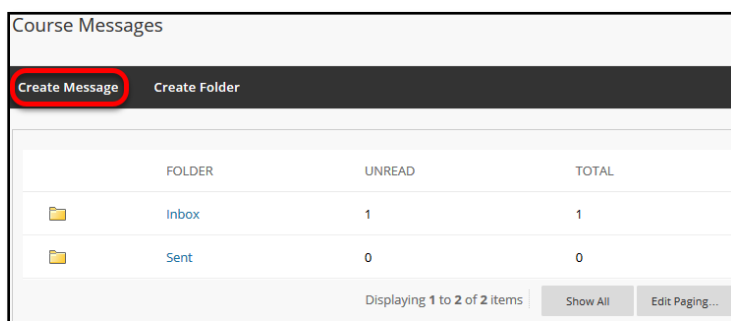 Course Messages
Create Message Create Folder
FOLDER UNREAD TOTAL
Inbox 1 1
Sent 0 0
Displaying 1 to 2 of 2 items Show All Edit Paging...